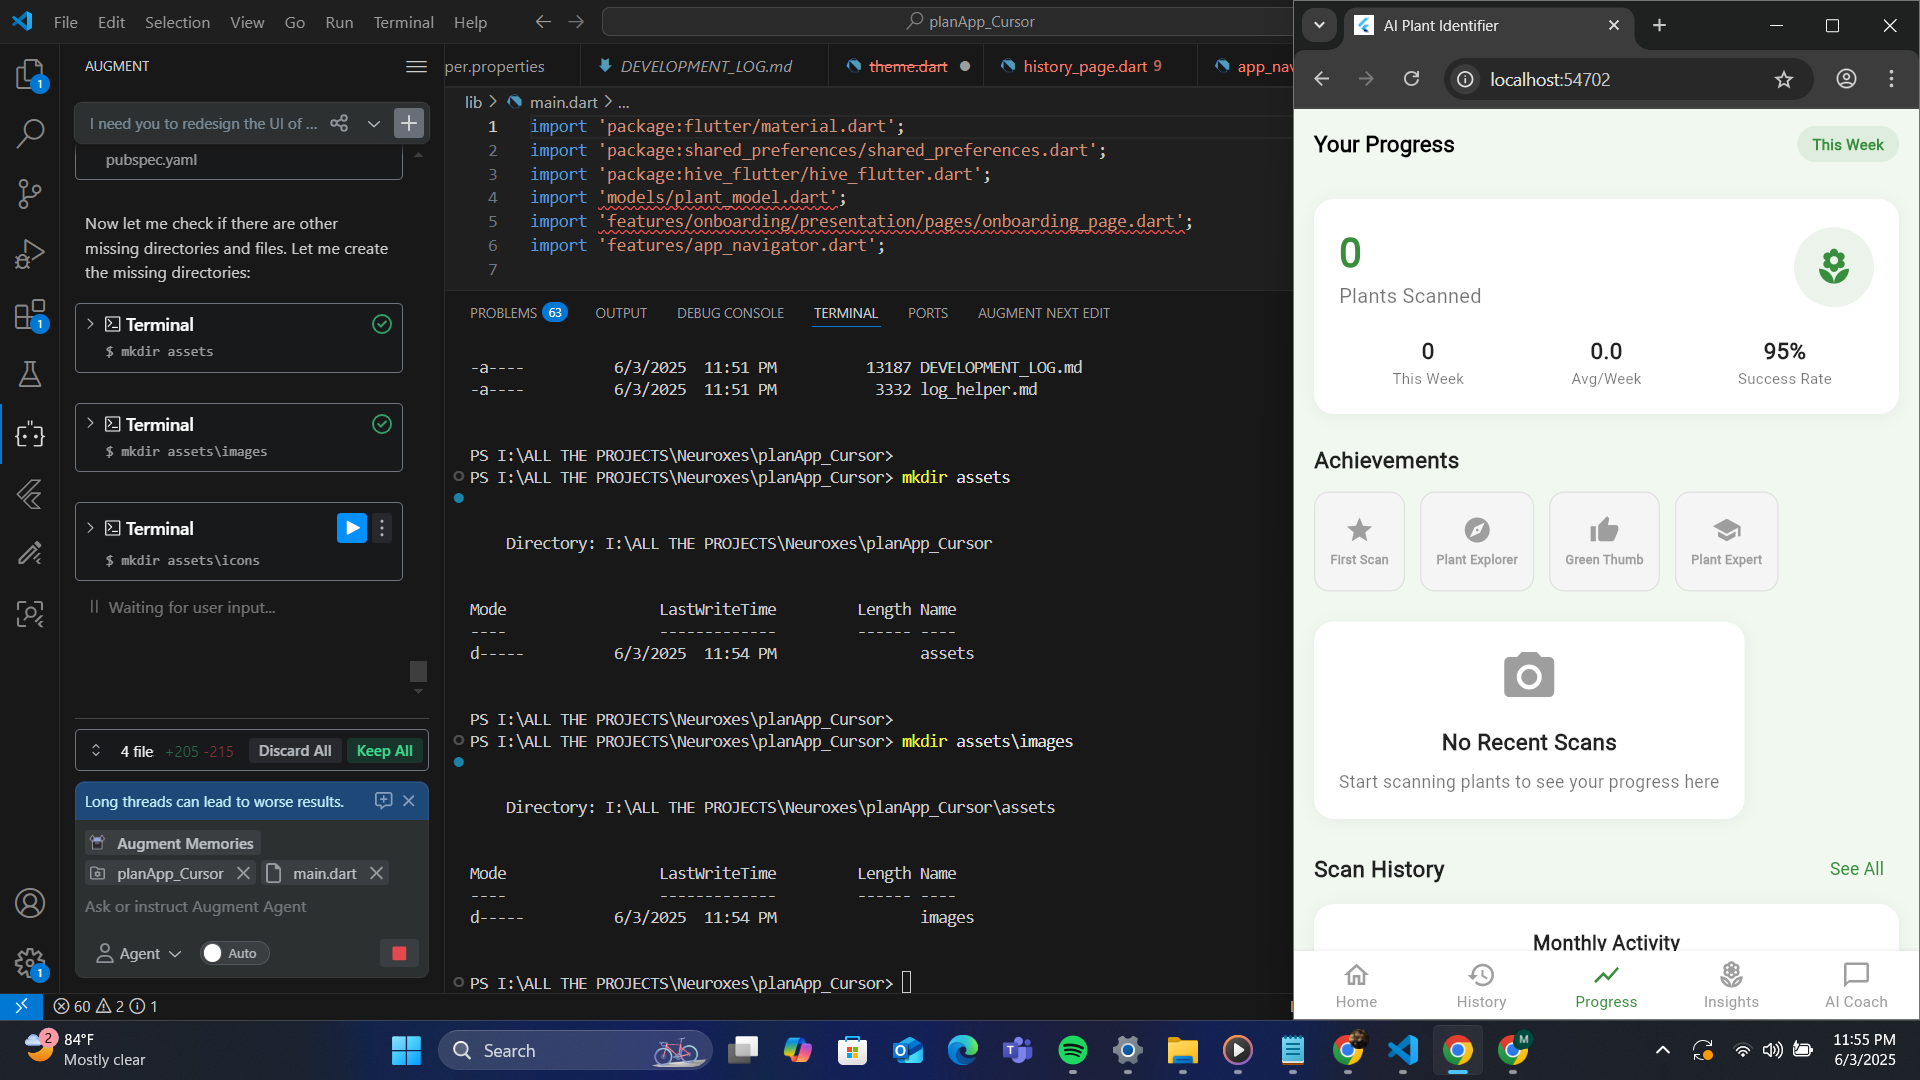 File Edit Selection View Go Run Terminal Help
planApp_Cursor
AUGMENT
I need you to redesign the UI of ...
pubspec.yaml
Now let me check if there are other
missing directories and files. Let me create
the missing directories:
Terminal
$ mkdir assets
Terminal
$ mkdir assets\images
Terminal
$ mkdir assets\icons
Waiting for user input...
4 file +205 -215 Discard All Keep All
Long threads can lead to worse results.
Augment Memories
planApp_Cursor main.dart
Ask or instruct Augment Agent
Agent Auto
1
1
1
60 2 1
per.properties DEVELOPMENT_LOG.md theme.dart history_page.dart 9 app_nav
lib > main.dart > ...
1 import 'package:flutter/material.dart';
2 import 'package:shared_preferences/shared_preferences.dart';
3 import 'package:hive_flutter/hive_flutter.dart';
4 import 'models/plant_model.dart';
5 import 'features/onboarding/presentation/pages/onboarding_page.dart';
6 import 'features/app_navigator.dart';
7
PROBLEMS 63 OUTPUT DEBUG CONSOLE TERMINAL PORTS AUGMENT NEXT EDIT
-a---- 6/3/2025 11:51 PM 13187 DEVELOPMENT_LOG.md
-a---- 6/3/2025 11:51 PM 3332 log_helper.md
PS I:\ALL THE PROJECTS\Neuroxes\planApp_Cursor>
PS I:\ALL THE PROJECTS\Neuroxes\planApp_Cursor> mkdir assets
Directory: I:\ALL THE PROJECTS\Neuroxes\planApp_Cursor
Mode LastWriteTime Length Name
---- ------------- ------ ----
d----- 6/3/2025 11:54 PM assets
PS I:\ALL THE PROJECTS\Neuroxes\planApp_Cursor>
PS I:\ALL THE PROJECTS\Neuroxes\planApp_Cursor> mkdir assets\images
Directory: I:\ALL THE PROJECTS\Neuroxes\planApp_Cursor\assets
Mode LastWriteTime Length Name
---- ------------- ------ ----
d----- 6/3/2025 11:54 PM images
PS I:\ALL THE PROJECTS\Neuroxes\planApp_Cursor>
AI Plant Identifier
localhost:54702
Your Progress This Week
0
Plants Scanned
0 0.0 95%
This Week Avg/Week Success Rate
Achievements
First Scan Plant Explorer Green Thumb Plant Expert
No Recent Scans
Start scanning plants to see your progress here
Scan History See All
Monthly Activity
Home History Progress Insights AI Coach
2
84°F
Mostly clear
Search
M
11:55 PM
6/3/2025